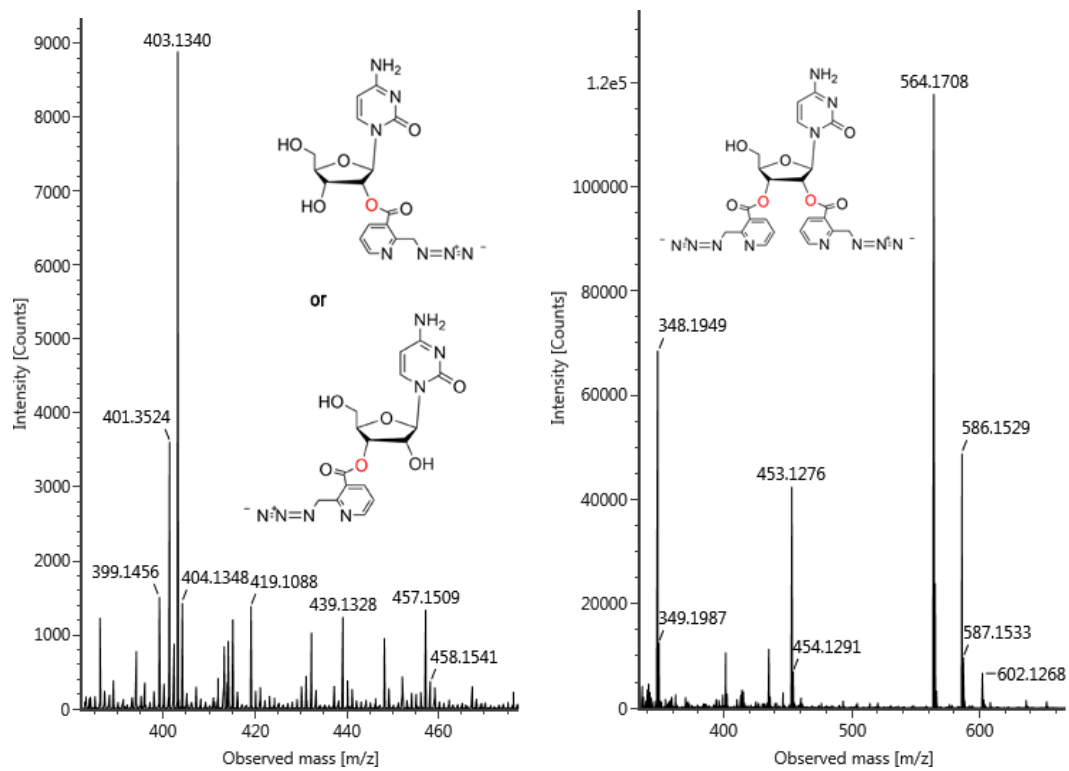 9000
8000
7000
6000
5000
4000
3000
2000
1000
0
Intensity [Counts]
403.1340
401.3524
399.1456
404.1348
419.1088
439.1328
457.1509
458.1541
NH₂
N
N
O
HO
O
HO
O
O
N
N=N=N
+
−
or
NH₂
N
N
O
HO
O
O
O
OH
− N=N=N
+
N
400
420
440
460
Observed mass [m/z]
1.2e5
100000
80000
60000
40000
20000
0
Intensity [Counts]
564.1708
348.1949
349.1987
453.1276
454.1291
586.1529
587.1533
602.1268
NH₂
N
N
O
HO
O
O
O
O
O
− N=N=N
+
N
N
N=N=N −
+
400
500
600
Observed mass [m/z]